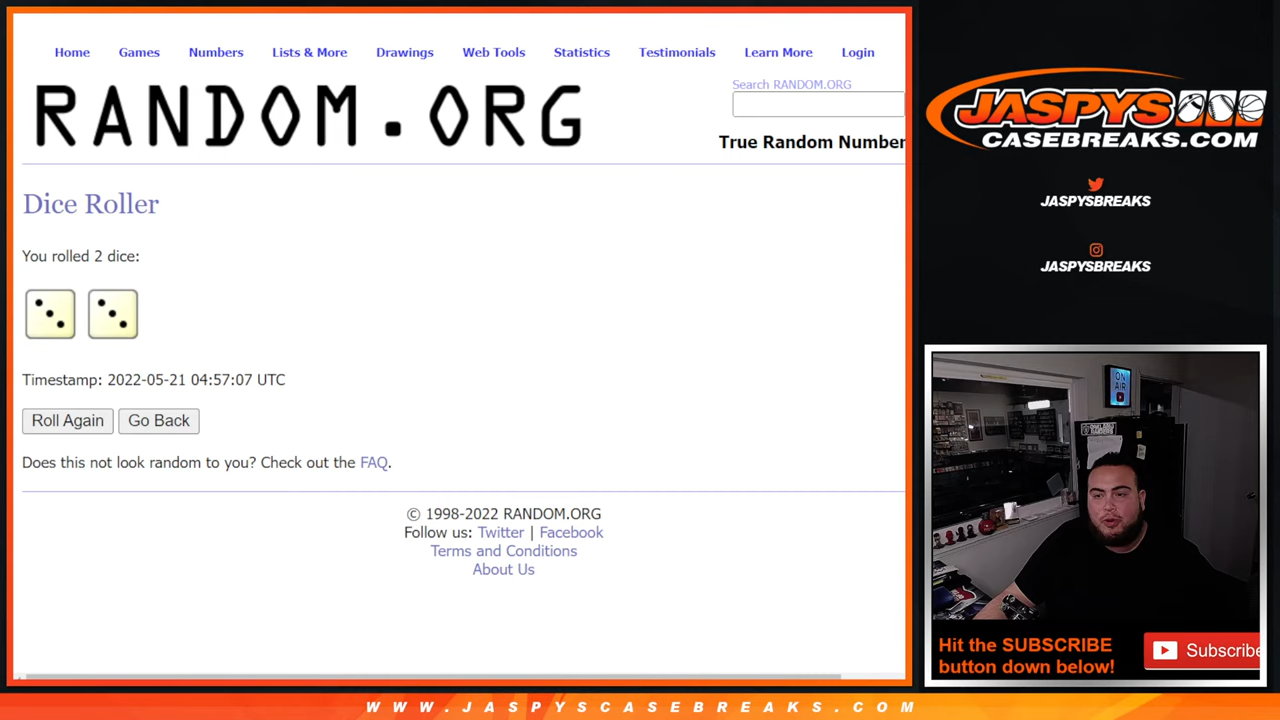 Home Games Numbers Lists & More Drawings Web Tools Statistics Testimonials Learn More Login
RANDOM.ORG
Search RANDOM.ORG
True Random Number
Dice Roller
You rolled 2 dice:
Timestamp: 2022-05-21 04:57:07 UTC
Roll Again Go Back
Does this not look random to you? Check out the FAQ.
© 1998-2022 RANDOM.ORG
Follow us: Twitter | Facebook
Terms and Conditions
About Us
JASPYS
CASEBREAKS.COM
JASPYSBREAKS
JASPYSBREAKS
ON
AIR
Hit the SUBSCRIBE
button down below!
Subscribe
WWW.JASPYSCASEBREAKS.COM